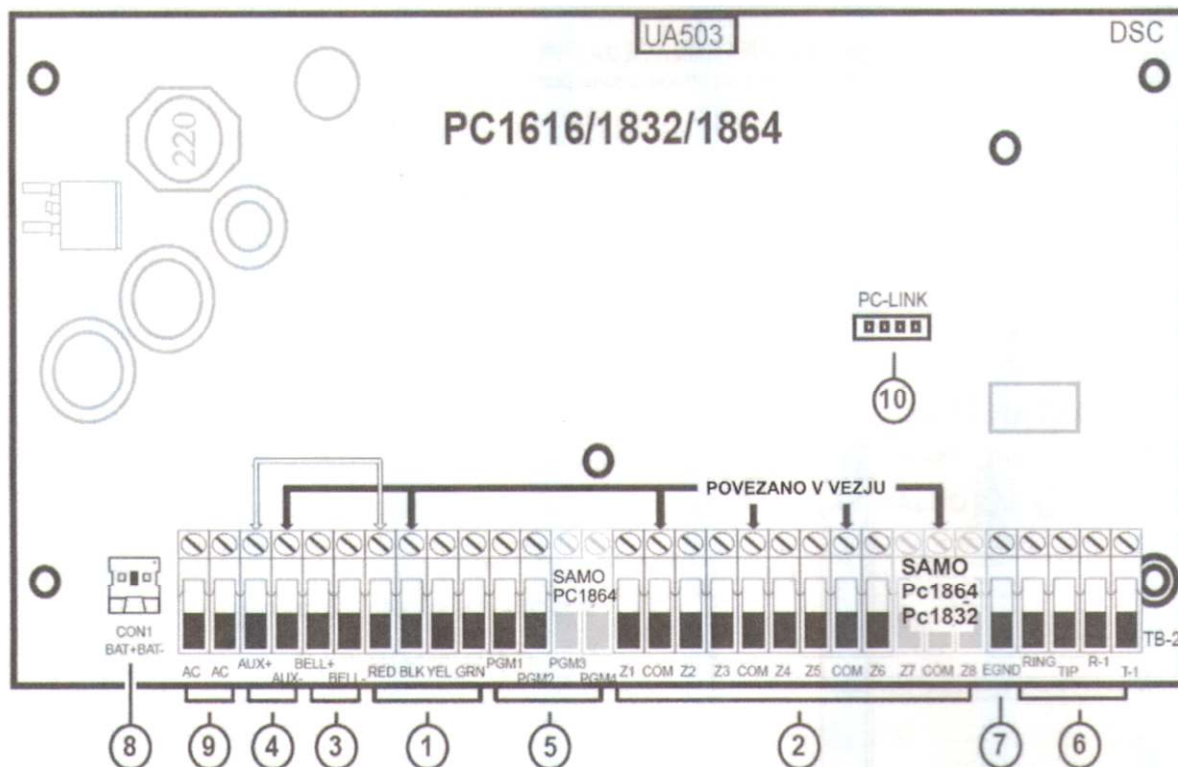 UA503
DSC
PC1616/1832/1864
220
PC-LINK
10
POVEZANO V VEZJU
SAMO
PC1864
SAMO
Pc1864
Pc1832
CON1
BAT+BAT-
TB-2
AC AC AUX+ AUX- BELL+ BELL- RED BLK YEL GRN PGM1 PGM2 PGM3 PGM4 Z1 COM Z2 Z3 COM Z4 Z5 COM Z6 Z7 COM Z8 EGND RING TIP R-1 T-1
8 9 4 3 1 5 2 7 6